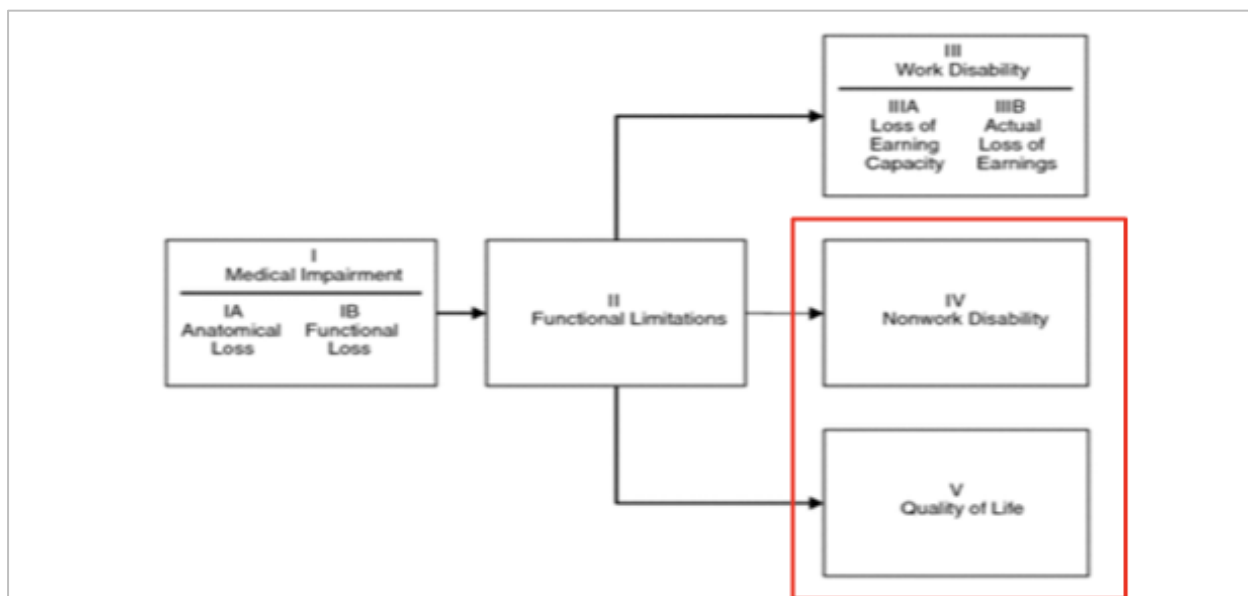 III
Work Disability
IIIA
Loss of
Earning
Capacity
IIIB
Actual
Loss of
Earnings
I
Medical Impairment
IA
Anatomical
Loss
IB
Functional
Loss
II
Functional Limitations
IV
Nonwork Disability
V
Quality of Life